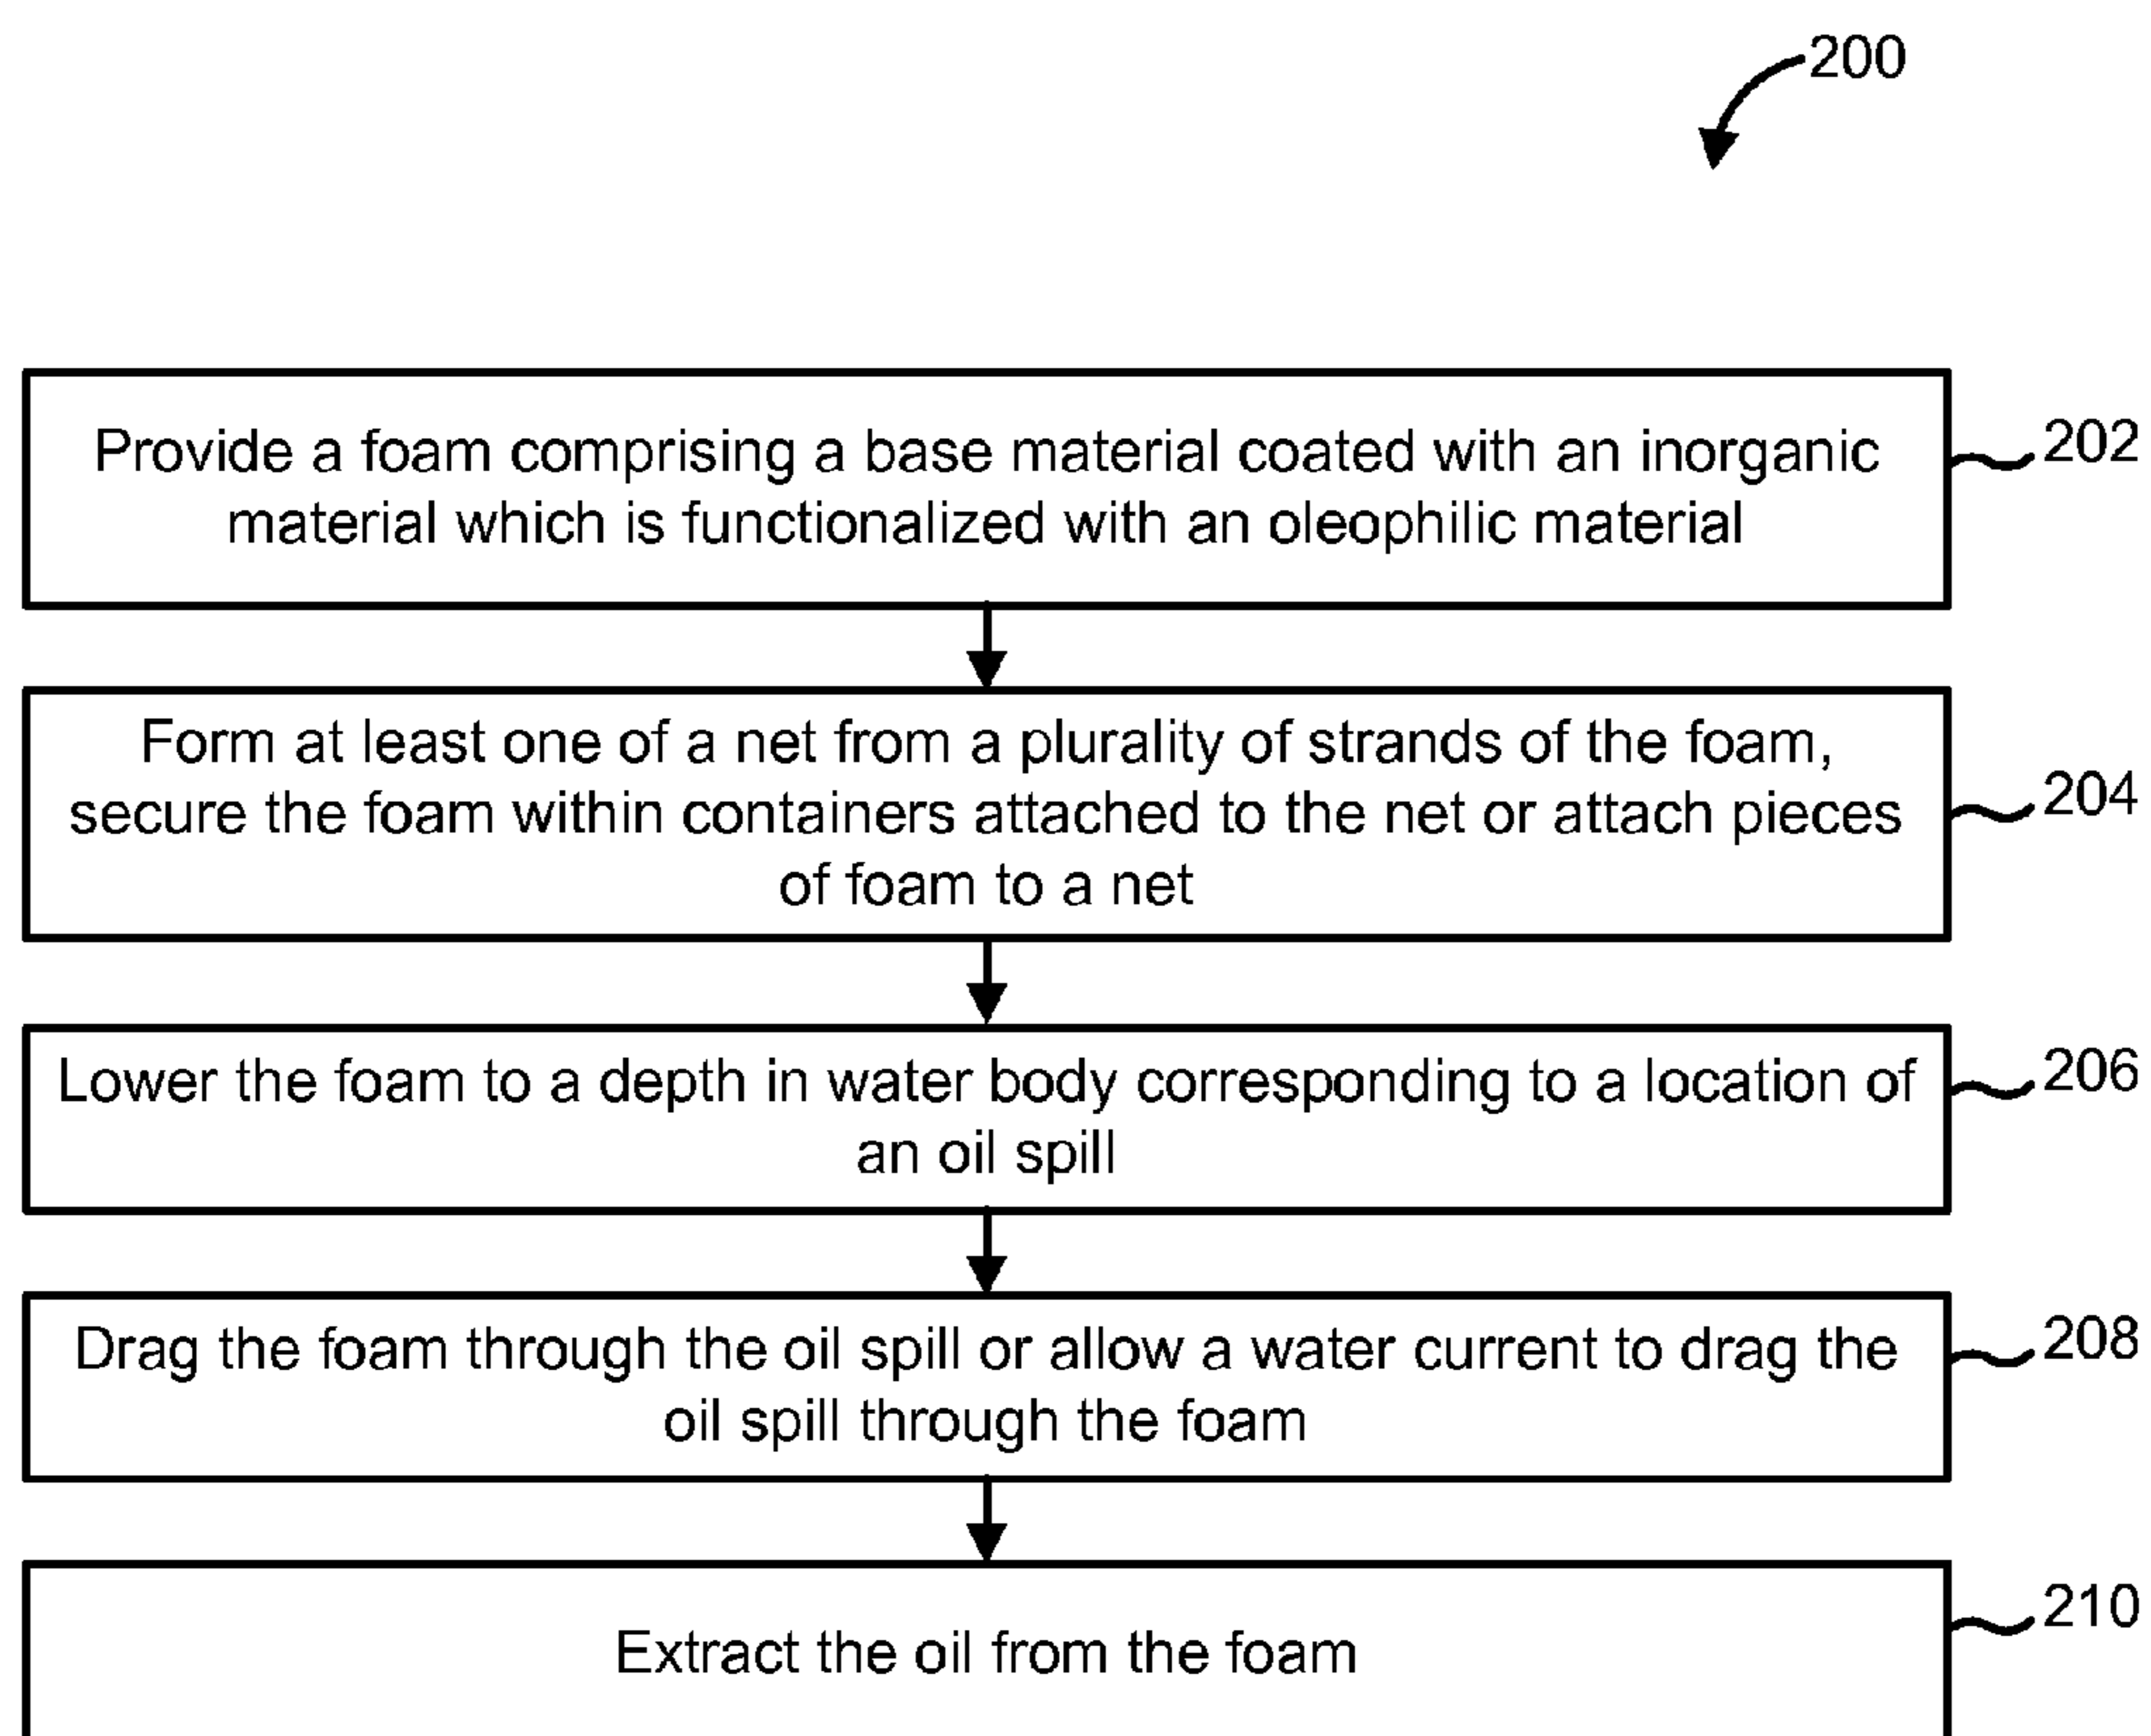 200
Provide a foam comprising a base material coated with an inorganic
material which is functionalized with an oleophilic material
202
Form at least one of a net from a plurality of strands of the foam,
secure the foam within containers attached to the net or attach pieces
of foam to a net
204
Lower the foam to a depth in water body corresponding to a location of
an oil spill
206
Drag the foam through the oil spill or allow a water current to drag the
oil spill through the foam
208
Extract the oil from the foam
210